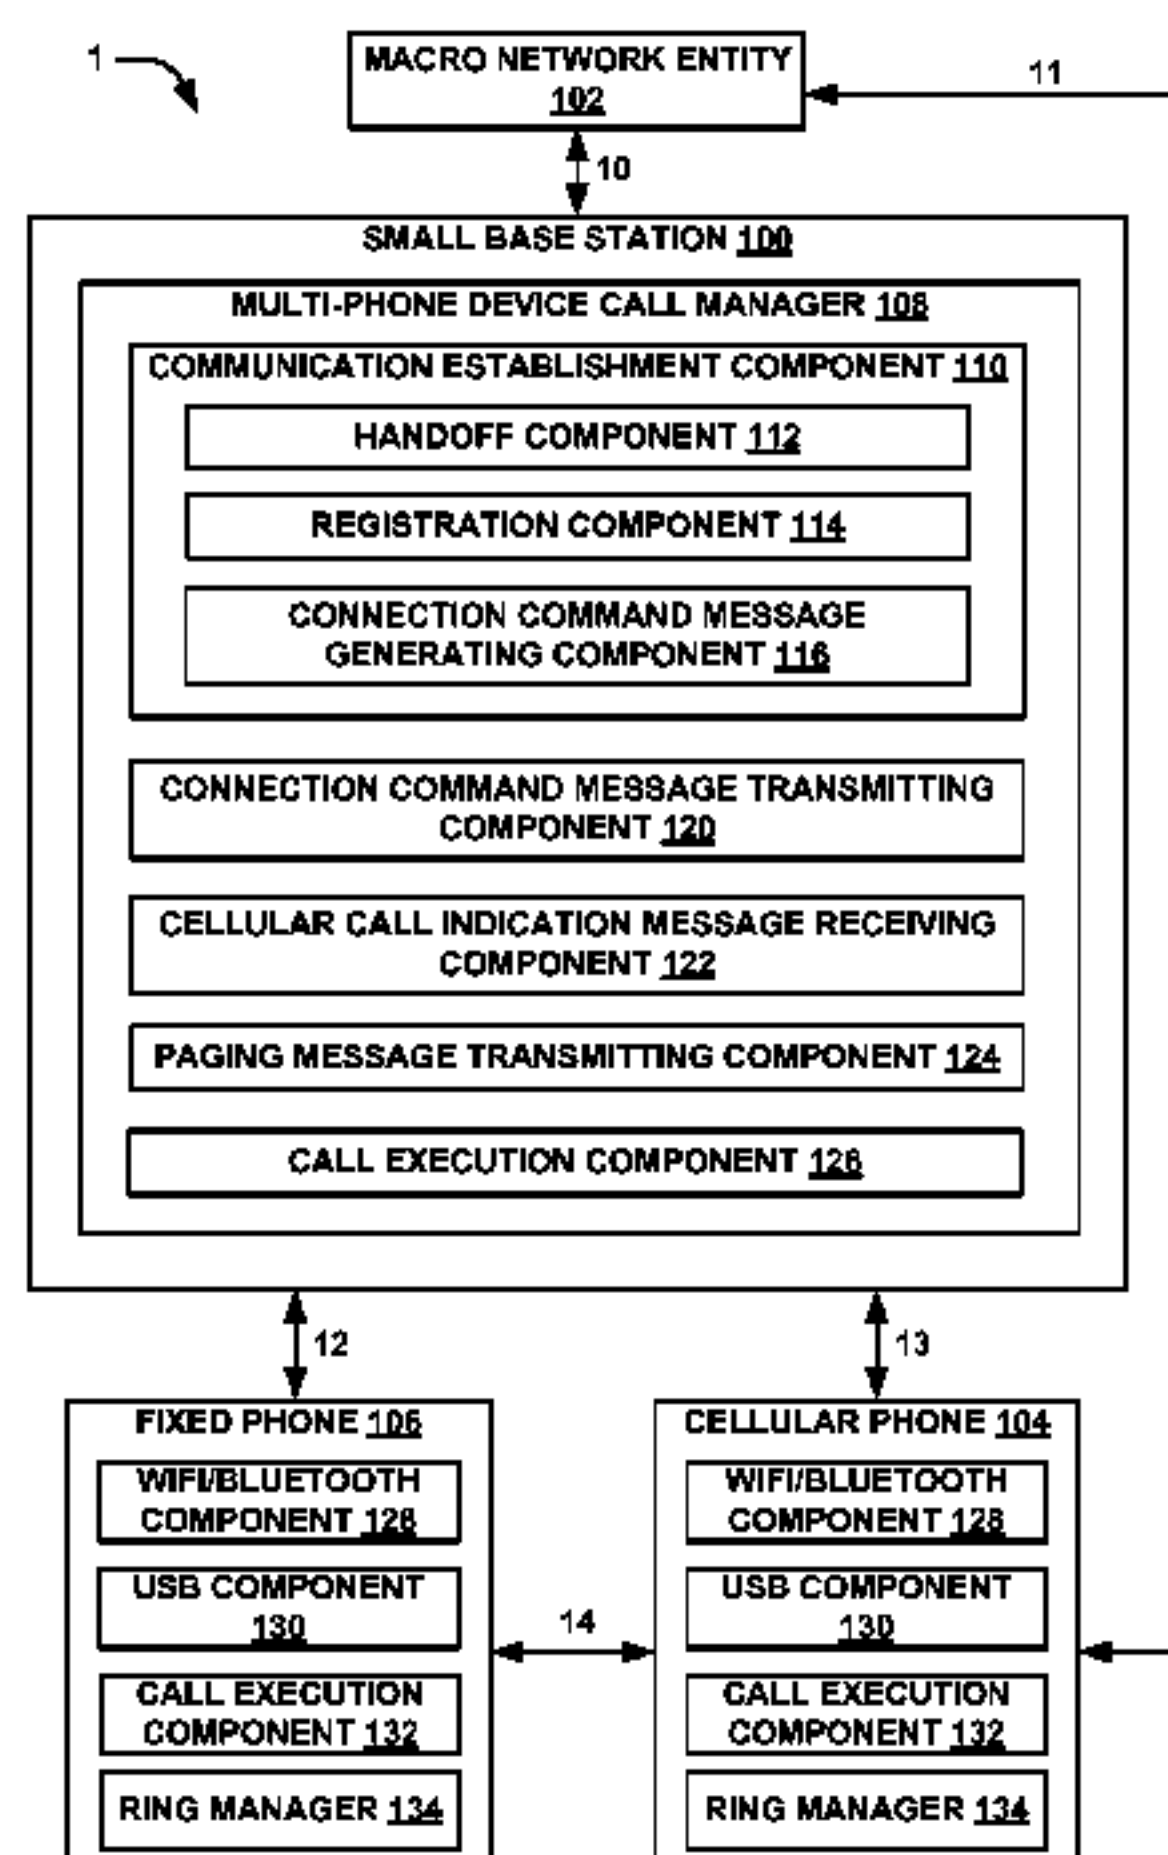 1
MACRO NETWORK ENTITY
102
11
10
SMALL BASE STATION 100
MULTI-PHONE DEVICE CALL MANAGER 108
COMMUNICATION ESTABLISHMENT COMPONENT 110
HANDOFF COMPONENT 112
REGISTRATION COMPONENT 114
CONNECTION COMMAND MESSAGE
GENERATING COMPONENT 116
CONNECTION COMMAND MESSAGE TRANSMITTING
COMPONENT 120
CELLULAR CALL INDICATION MESSAGE RECEIVING
COMPONENT 122
PAGING MESSAGE TRANSMITTING COMPONENT 124
CALL EXECUTION COMPONENT 126
12
13
FIXED PHONE 106
WIFI/BLUETOOTH
COMPONENT 128
USB COMPONENT
130
CALL EXECUTION
COMPONENT 132
RING MANAGER 134
14
CELLULAR PHONE 104
WIFI/BLUETOOTH
COMPONENT 128
USB COMPONENT
130
CALL EXECUTION
COMPONENT 132
RING MANAGER 134